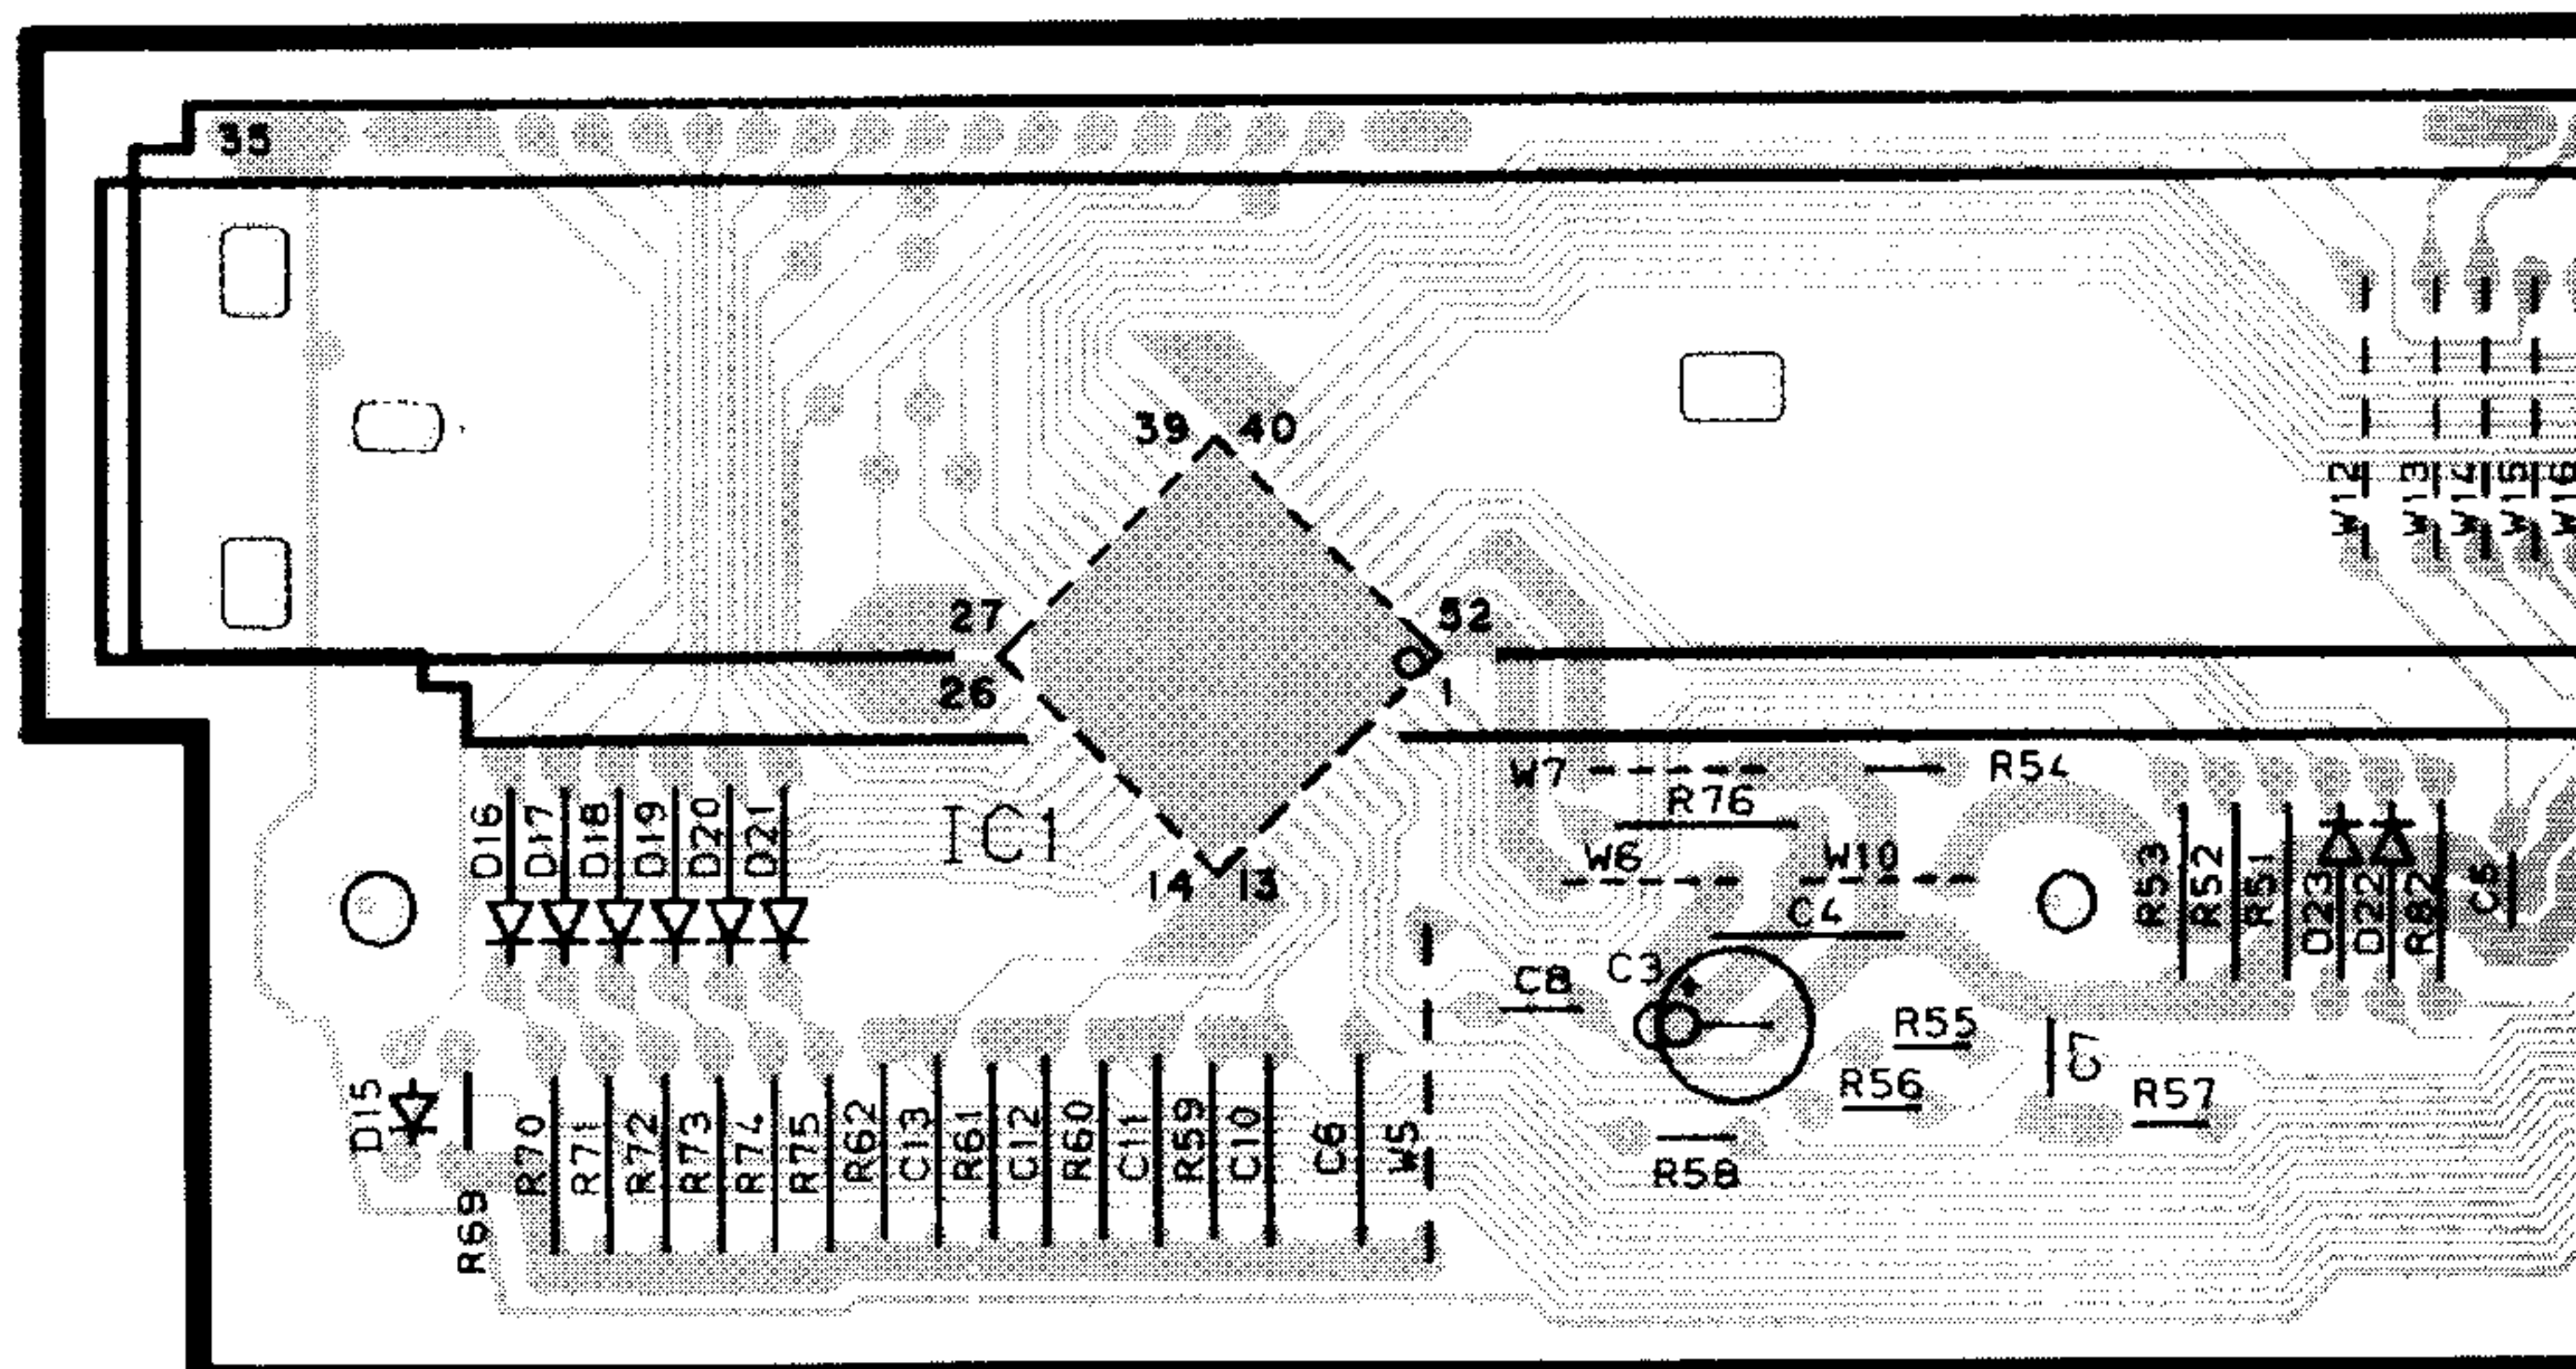 35
39 40
W12 W13 W14 W15 W16
27 52
26 1
W7 R54
R76
D16 D17 D18 D19 D20 D21 IC1
W6 W10
14 13
R53 R52 R51 D23 D22 R82 C5
C4
C8 C3 +
R55
C7
R56 R57
D15
R70 R71 R72 R73 R74 R75 R62 C13 R61 C12 R60 C11 R59 C10 C6 W5
R58
R69